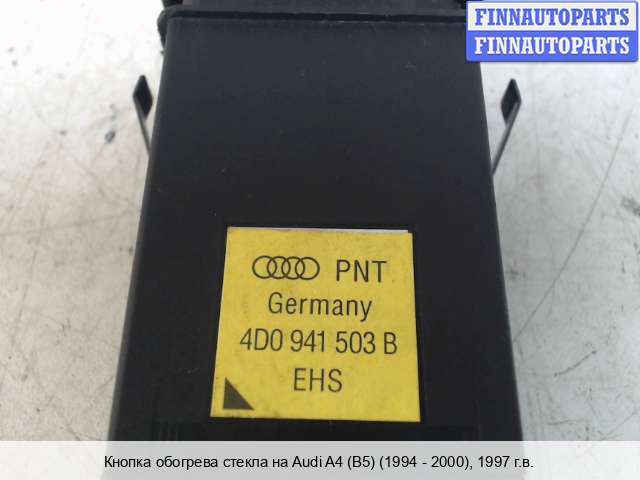 FINNAUTOPARTS
FINNAUTOPARTS
PNT
Germany
4D0 941 503 B
EHS
Кнопка обогрева стекла на Audi A4 (B5) (1994 - 2000), 1997 г.в.